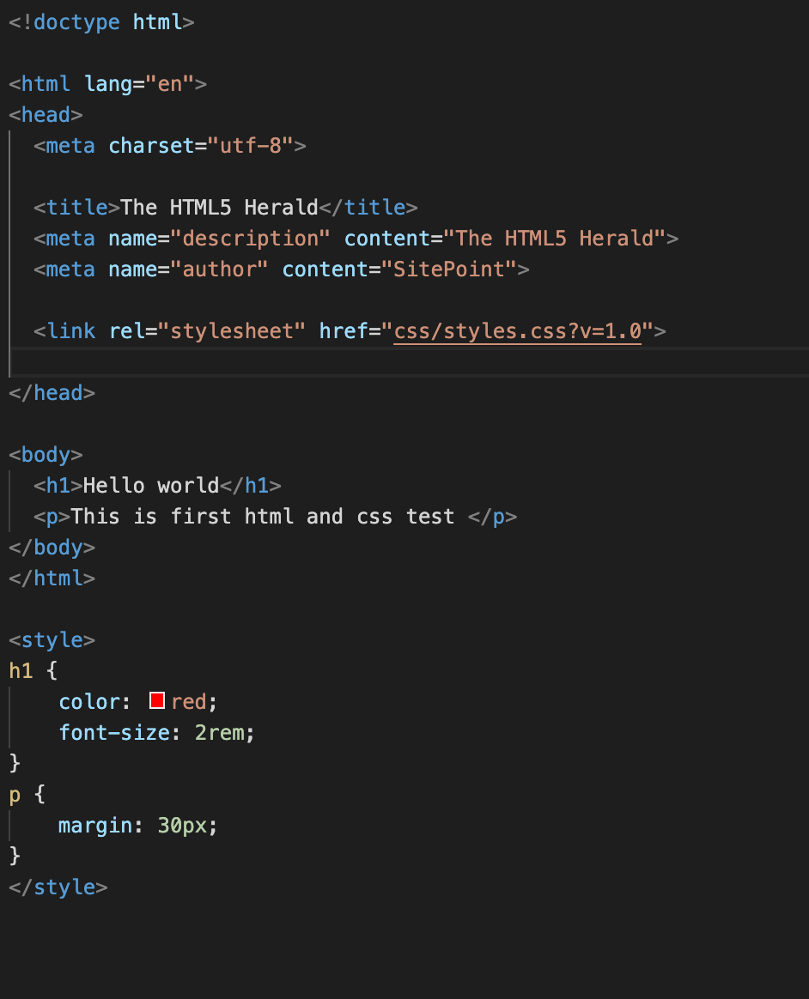 <!doctype html>
<html lang="en">
<head>
<meta charset="utf-8">
<title>The HTML5 Herald</title>
<meta name="description" content="The HTML5 Herald">
<meta name="author" content="SitePoint">
<link rel="stylesheet" href="css/styles.css?v=1.0">
</head>
<body>
<h1>Hello world</h1>
<p>This is first html and css test </p>
</body>
</html>
<style>
h1 {
color: red;
font-size: 2rem;
}
p {
margin: 30px;
}
</style>